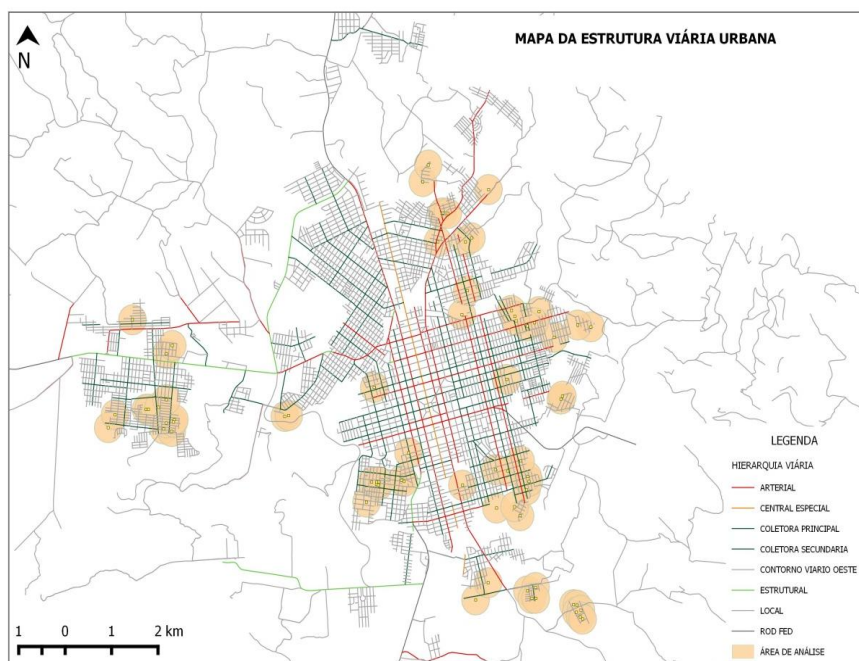 MAPA DA ESTRUTURA VIÁRIA URBANA
N
LEGENDA
HIERARQUIA VIÁRIA
ARTERIAL
CENTRAL ESPECIAL
COLETORA PRINCIPAL
COLETORA SECUNDARIA
CONTORNO VIARIO OESTE
ESTRUTURAL
LOCAL
ROD FED
ÁREA DE ANÁLISE
1 0 1 2 km